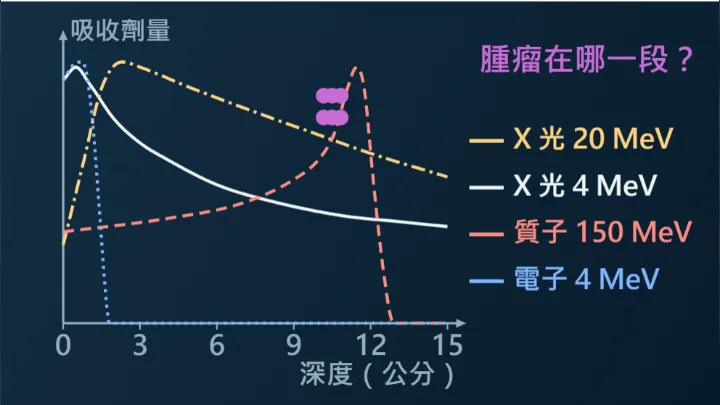 吸收劑量
腫瘤在哪一段？
X 光 20 MeV
X 光 4 MeV
質子 150 MeV
電子 4 MeV
0 3 6 9 12 15
深度（公分）